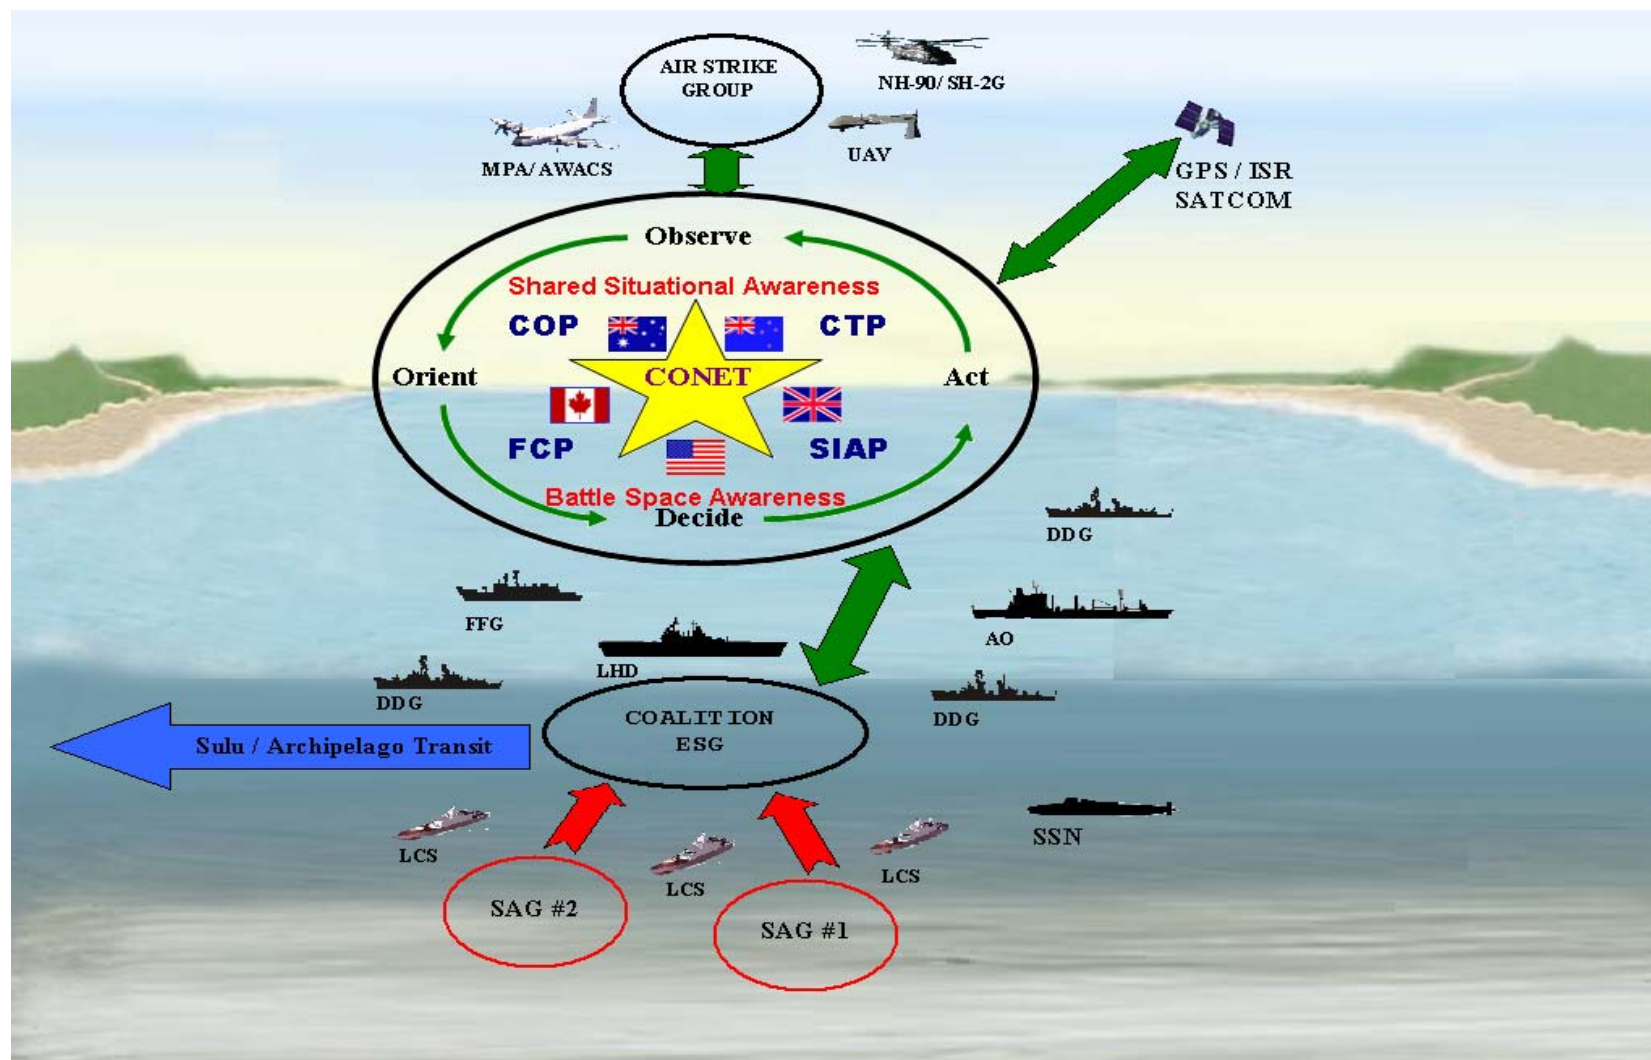 AIR STRIKE
GROUP
NH-90/ SH-2G
MPA/ AWACS
UAV
GPS / ISR
SATCOM
Observe
Shared Situational Awareness
COP
CTP
Orient
CONET
Act
FCP
SIAP
Battle Space Awareness
Decide
DDG
FFG
AO
LHD
DDG
DDG
COALITION
ESG
Sulu / Archipelago Transit
SSN
LCS
LCS
LCS
SAG #2
SAG #1